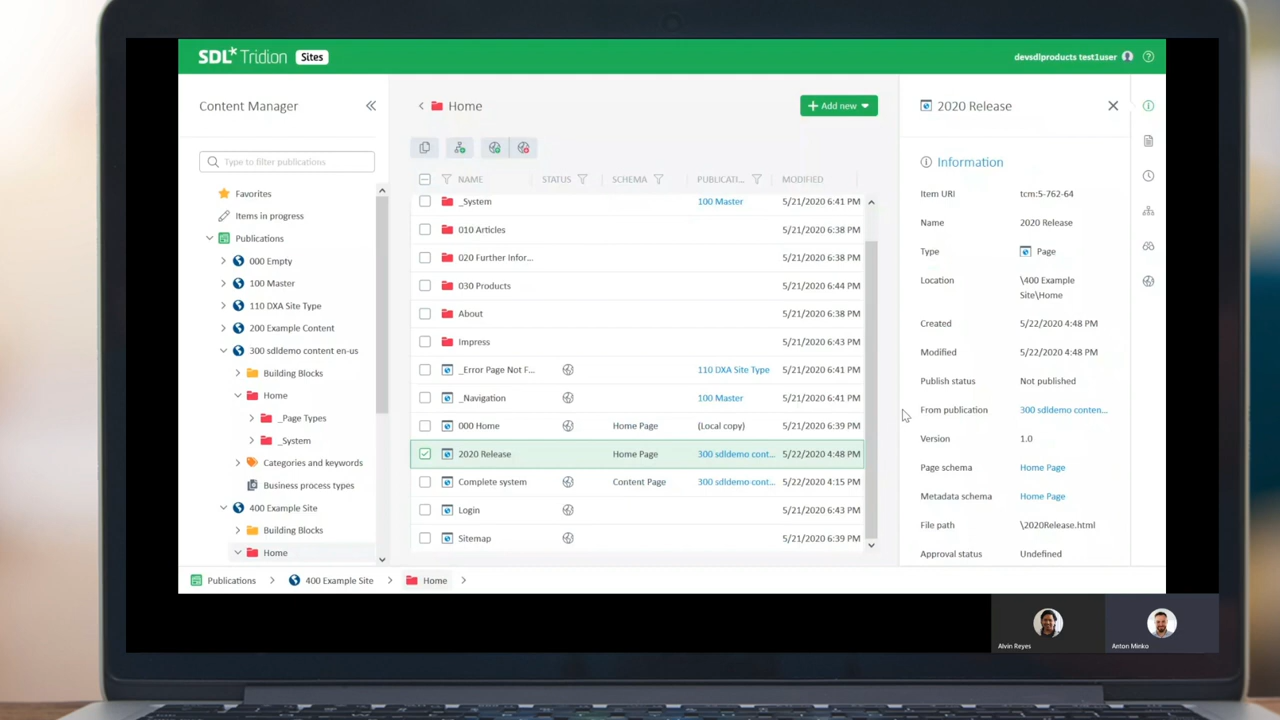 SDL* Tridion Sites
devsdlproducts test1user
Content Manager
Type to filter publications
Favorites
Items in progress
Publications
000 Empty
100 Master
110 DXA Site Type
200 Example Content
300 sdldemo content en-us
Building Blocks
Home
_Page Types
_System
Categories and keywords
Business process types
400 Example Site
Building Blocks
Home
Home
+ Add new
NAME STATUS SCHEMA PUBLICATI... MODIFIED
_System 100 Master 5/21/2020 6:41 PM
010 Articles 5/21/2020 6:38 PM
020 Further Infor... 5/21/2020 6:38 PM
030 Products 5/21/2020 6:44 PM
About 5/21/2020 6:38 PM
Impress 5/21/2020 6:43 PM
_Error Page Not F... 110 DXA Site Type 5/21/2020 6:41 PM
_Navigation 100 Master 5/21/2020 6:41 PM
000 Home Home Page (Local copy) 5/21/2020 6:39 PM
2020 Release Home Page 300 sdldemo cont... 5/22/2020 4:48 PM
Complete system Content Page 300 sdldemo cont... 5/22/2020 4:15 PM
Login 5/21/2020 6:43 PM
Sitemap 5/21/2020 6:39 PM
2020 Release
Information
Item URI tcm:5-762-64
Name 2020 Release
Type Page
Location \400 Example
Site\Home
Created 5/22/2020 4:48 PM
Modified 5/22/2020 4:48 PM
Publish status Not published
From publication 300 sdldemo conten...
Version 1.0
Page schema Home Page
Metadata schema Home Page
File path \2020Release.html
Approval status Undefined
Publications > 400 Example Site > Home >
Alvin Reyes
Anton Minko